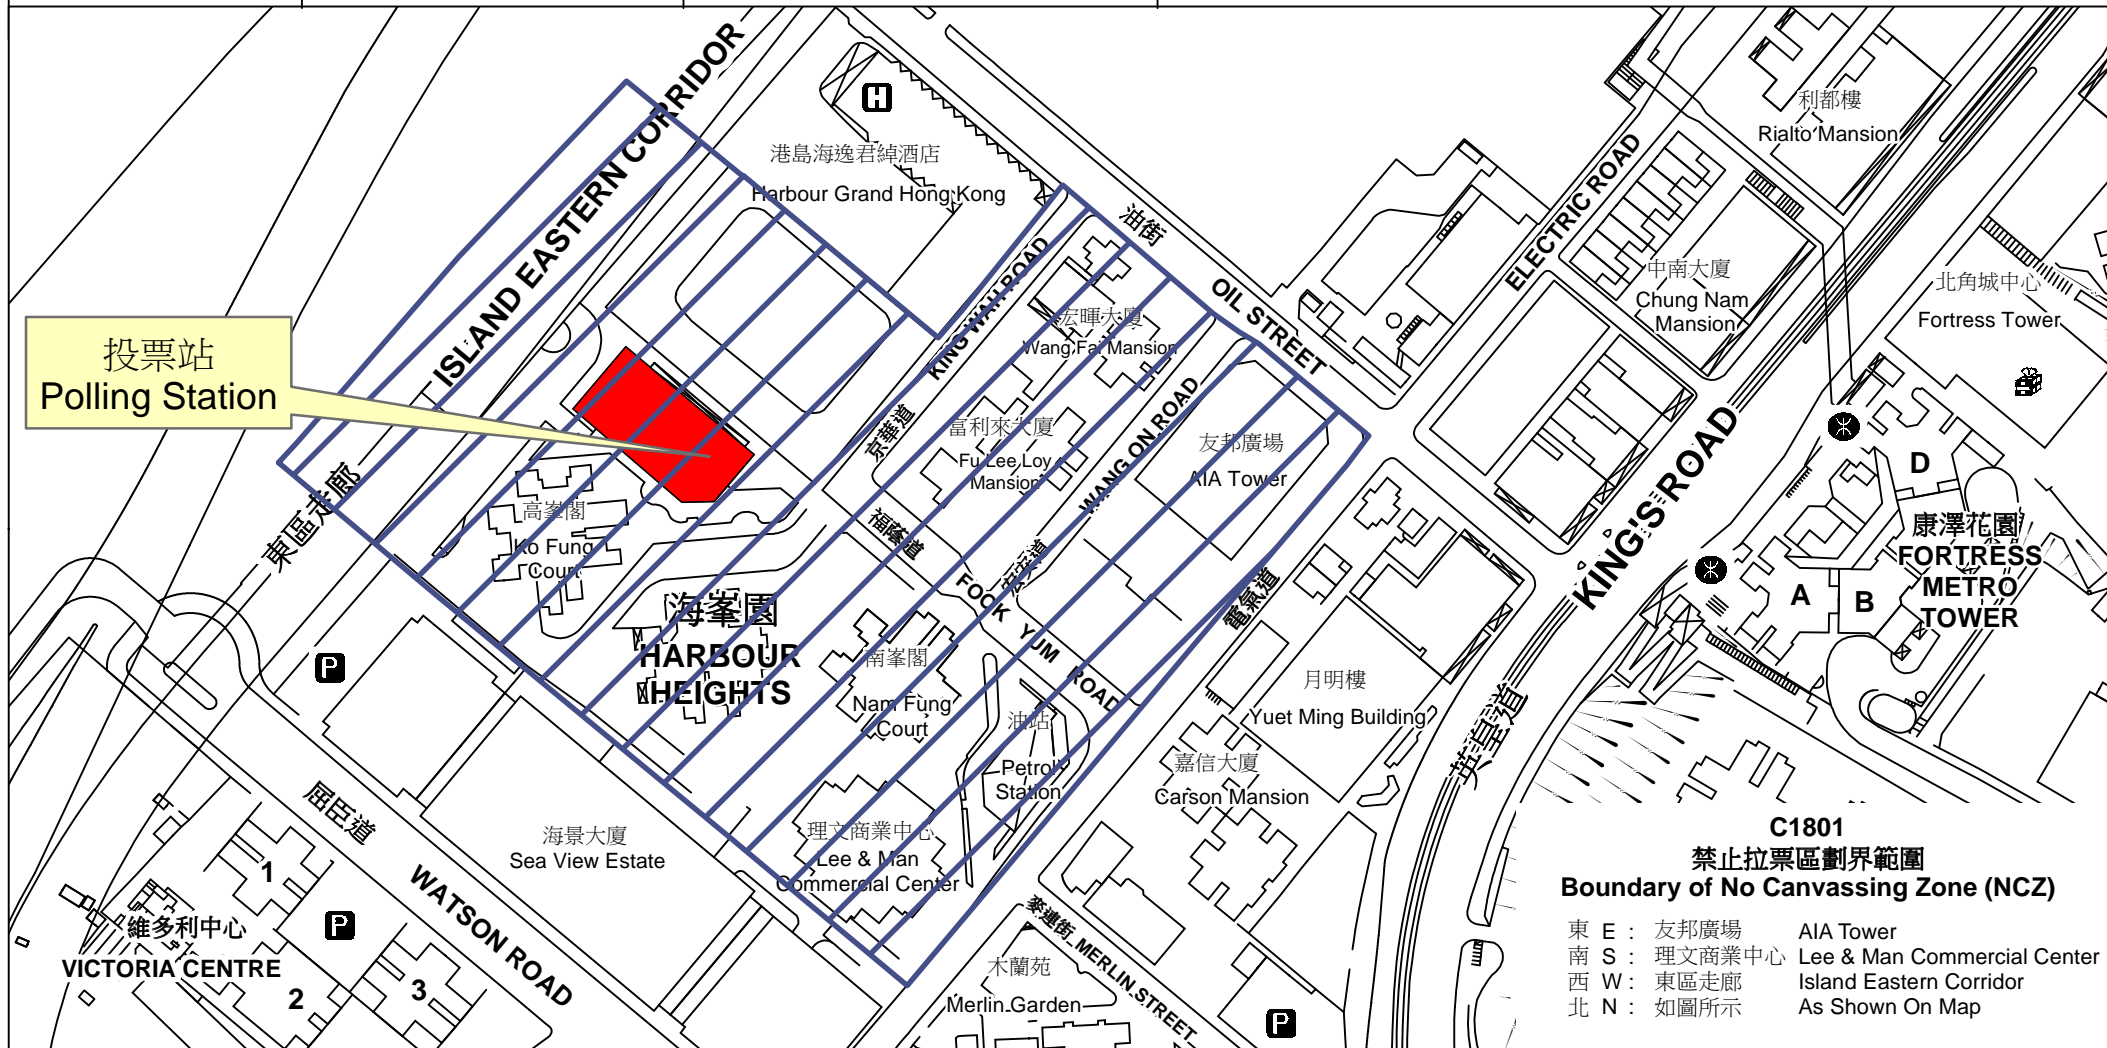 利都樓
Rialto Mansion
ISLAND EASTERN CORRIDOR
港島海逸君綽酒店
Harbour Grand Hong Kong
油街
OIL STREET
ELECTRIC ROAD
中南大廈
Chung Nam
Mansion
北角城中心
Fortress Tower
投票站
Polling Station
KING WAH ROAD
京華道
宏暉大廈
Wang Fai Mansion
富利來大廈
Fu Lee Loy
Mansion
WANG ON ROAD
宏安道
友邦廣場
AIA Tower
KING'S ROAD
英皇道
D
康澤花園
FORTRESS
METRO
TOWER
A
B
東區走廊
高峯閣
Ko Fung
Court
福蔭道
FOOK YUM ROAD
電氣道
海峯園
HARBOUR
HEIGHTS
南峯閣
Nam Fung
Court
油站
Petrol
Station
月明樓
Yuet Ming Building
嘉信大廈
Carson Mansion
P
屈臣道
WATSON ROAD
海景大廈
Sea View Estate
理文商業中心
Lee & Man
Commercial Center
1
維多利中心
VICTORIA CENTRE
P
2
3
麥連街 MERLIN STREET
木蘭苑
Merlin Garden
P
H
C1801
禁止拉票區劃界範圍
Boundary of No Canvassing Zone (NCZ)
東 E : 友邦廣場 AIA Tower
南 S : 理文商業中心 Lee & Man Commercial Center
西 W : 東區走廊 Island Eastern Corridor
北 N : 如圖所示 As Shown On Map